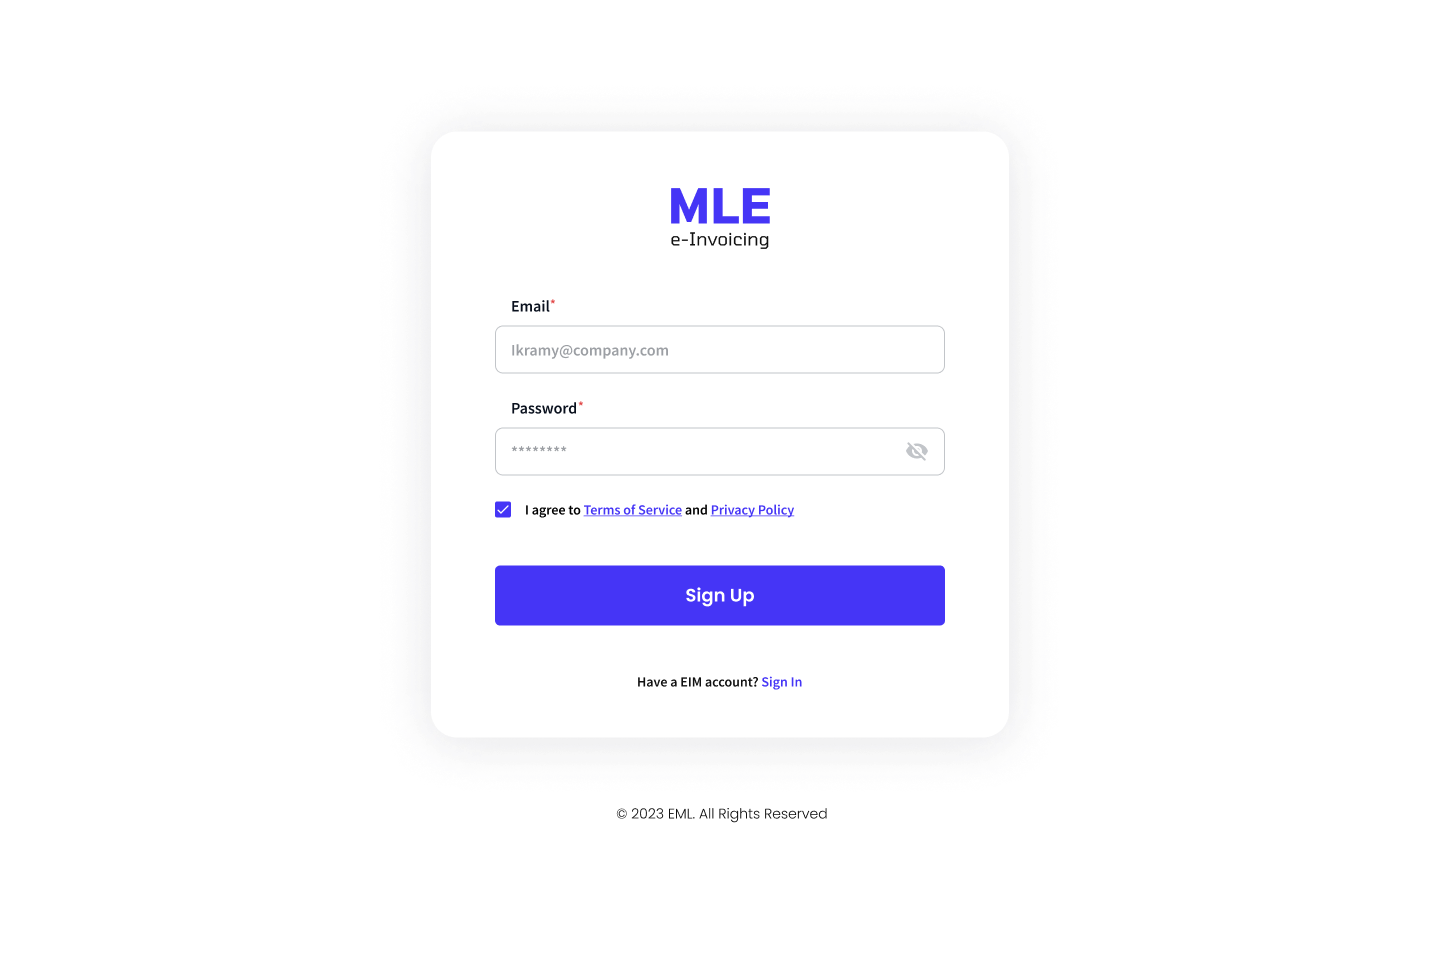 MLE
e-Invoicing
Email*
Ikramy@company.com
Password*
********
I agree to Terms of Service and Privacy Policy
Sign Up
Have a EIM account? Sign In
© 2023 EML. All Rights Reserved